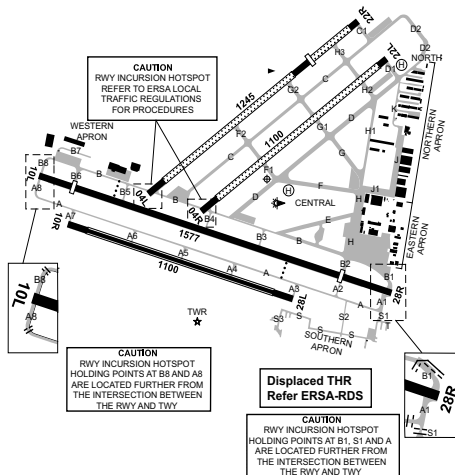 22R
C1
D2
H3
22L
D2
CAUTION
RWY INCURSION HOTSPOT
REFER TO ERSA LOCAL
TRAFFIC REGULATIONS
FOR PROCEDURES
D1
H
NORTH
1245
G2
H2
C
K
NORTHERN APRON
WESTERN
APRON
F2
1100
G1
H1
B7
C
G
J
B8
10L
B6
B
F1
D
B5
04L
H
F
J1
A8
B
04R
B4
CENTRAL
H
EASTERN APRON
A7
10R
1577
D
E
A6
B3
B
H
A5
B2
1100
A4
A
B1
A3
A2
A
28R
10L
B8
A8
28L
A1
S3
S
S2
S1
T
TWR
S
S
SOUTHERN
APRON
B1
28R
A1
S1
CAUTION
RWY INCURSION HOTSPOT
HOLDING POINTS AT B8 AND A8
ARE LOCATED FURTHER FROM
THE INTERSECTION BETWEEN
THE RWY AND TWY
Displaced THR
Refer ERSA-RDS
CAUTION
RWY INCURSION HOTSPOT
HOLDING POINTS AT B1, S1 AND A
ARE LOCATED FURTHER FROM
THE INTERSECTION BETWEEN
THE RWY AND TWY